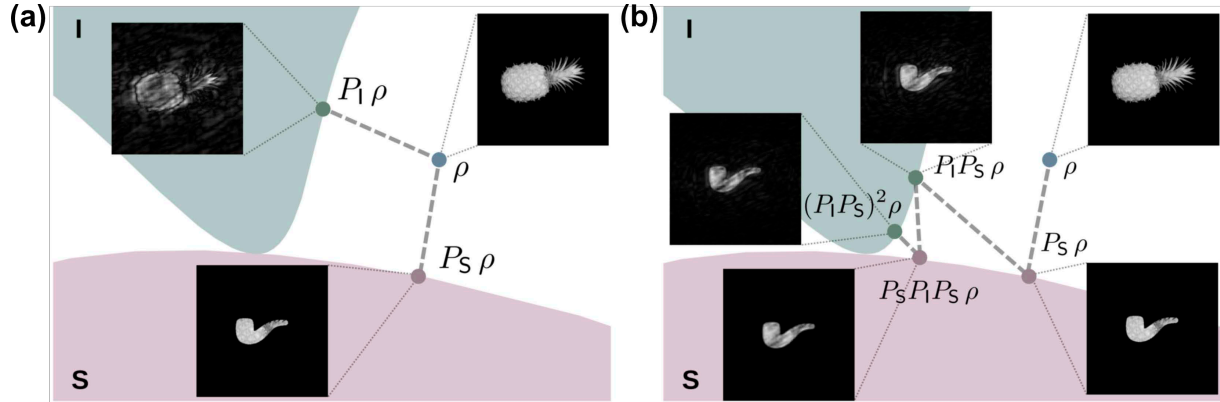 (a)
I
P_I ρ
ρ
P_S ρ
S
(b)
I
P_I P_S ρ
ρ
(P_I P_S)² ρ
P_S ρ
P_S P_I P_S ρ
S